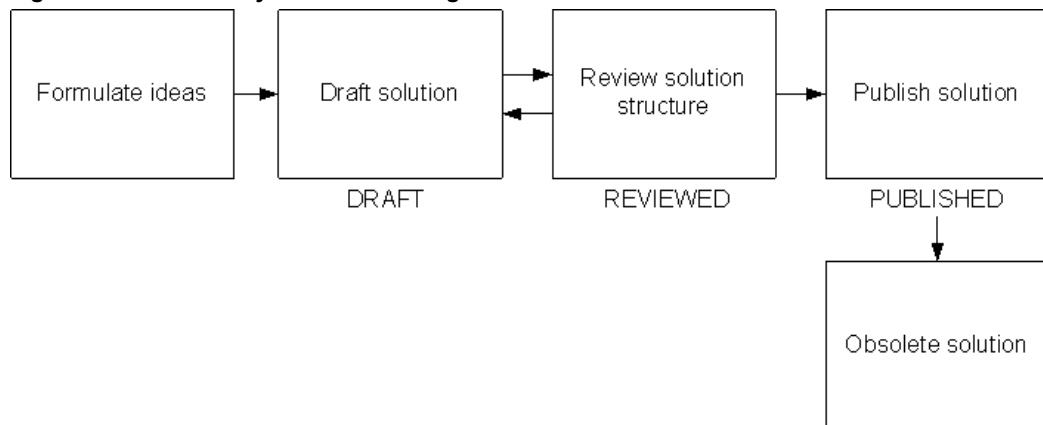 Formulate ideas
Draft solution
Review solution
structure
Publish solution
DRAFT
REVIEWED
PUBLISHED
Obsolete solution